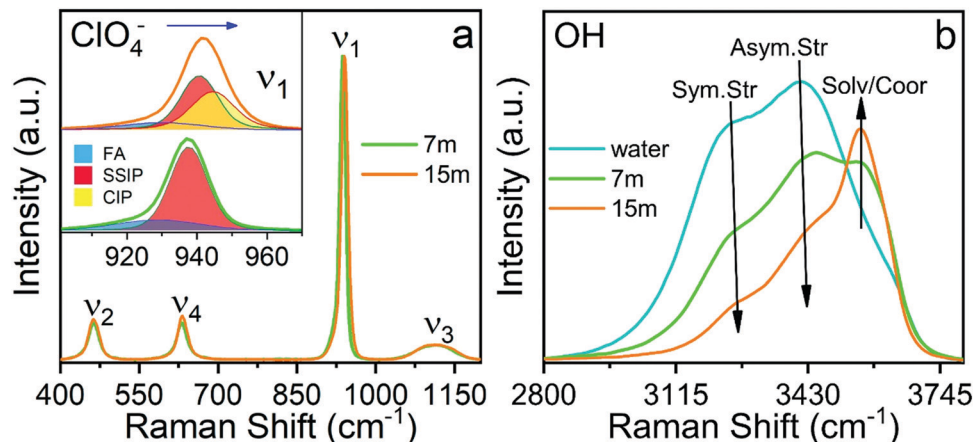 ClO₄⁻
ν₁
FA
SSIP
CIP
920 940 960
a
ν₁
7m
15m
ν₂
ν₄
ν₃
Intensity (a.u.)
400 550 700 850 1000 1150
Raman Shift (cm⁻¹)
OH
b
Asym.Str
Sym.Str
Solv/Coor
water
7m
15m
Intensity (a.u.)
2800 3115 3430 3745
Raman Shift (cm⁻¹)